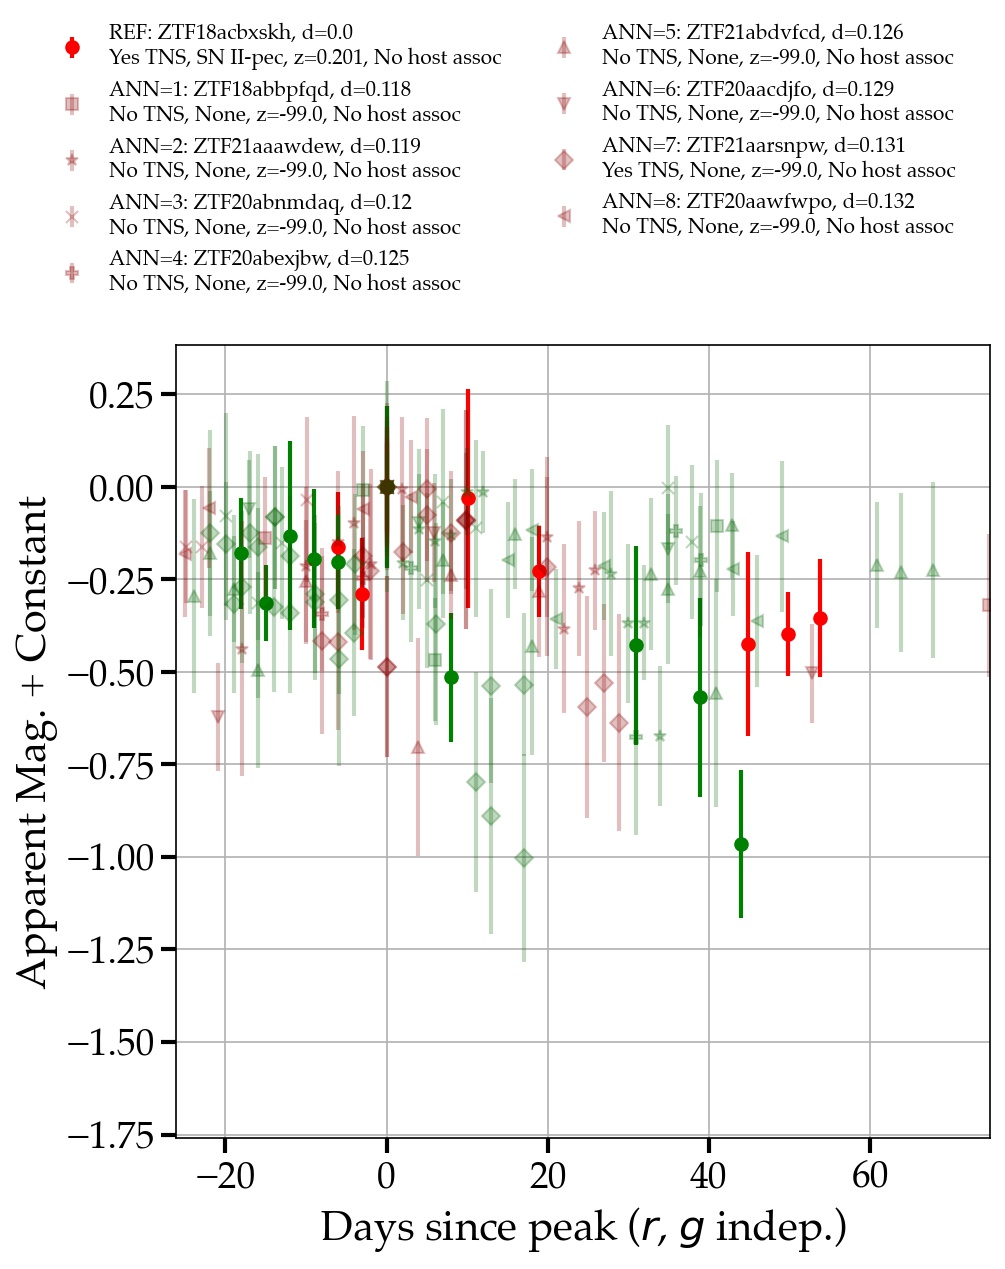 REF: ZTF18acbxskh, d=0.0
Yes TNS, SN II-pec, z=0.201, No host assoc
ANN=1: ZTF18abbpfqd, d=0.118
No TNS, None, z=-99.0, No host assoc
ANN=2: ZTF21aaawdew, d=0.119
No TNS, None, z=-99.0, No host assoc
ANN=3: ZTF20abnmdaq, d=0.12
No TNS, None, z=-99.0, No host assoc
ANN=4: ZTF20abexjbw, d=0.125
No TNS, None, z=-99.0, No host assoc
ANN=5: ZTF21abdvfcd, d=0.126
No TNS, None, z=-99.0, No host assoc
ANN=6: ZTF20aacdjfo, d=0.129
No TNS, None, z=-99.0, No host assoc
ANN=7: ZTF21aarsnpw, d=0.131
Yes TNS, None, z=-99.0, No host assoc
ANN=8: ZTF20aawfwpo, d=0.132
No TNS, None, z=-99.0, No host assoc
Apparent Mag. + Constant
0.25
0.00
−0.25
−0.50
−0.75
−1.00
−1.25
−1.50
−1.75
−20 0 20 40 60
Days since peak (r, g indep.)